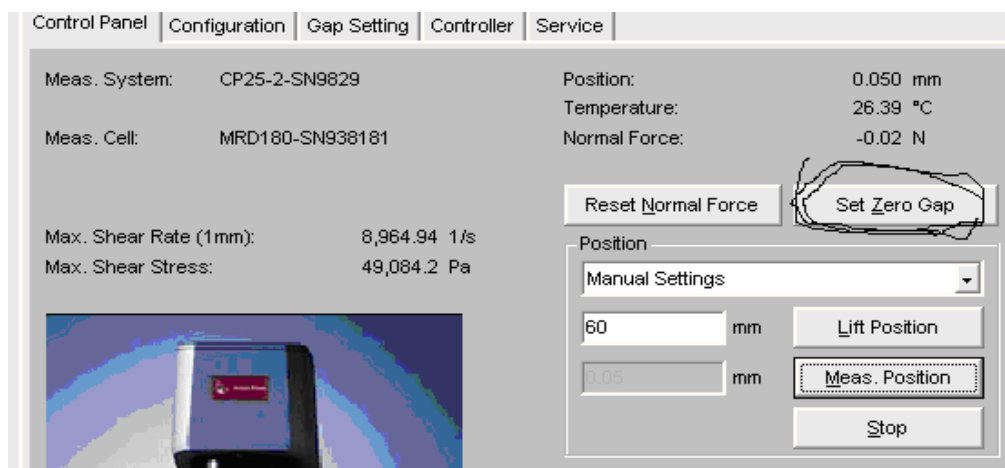 Control Panel Configuration Gap Setting Controller Service
Meas. System: CP25-2-SN9829
Position: 0.050 mm
Temperature: 26.39 °C
Meas. Cell: MRD180-SN938181
Normal Force: -0.02 N
Reset Normal Force Set Zero Gap
Max. Shear Rate (1mm): 8,964.94 1/s
Max. Shear Stress: 49,084.2 Pa
Position
Manual Settings
60 mm Lift Position
0.05 mm Meas. Position
Stop